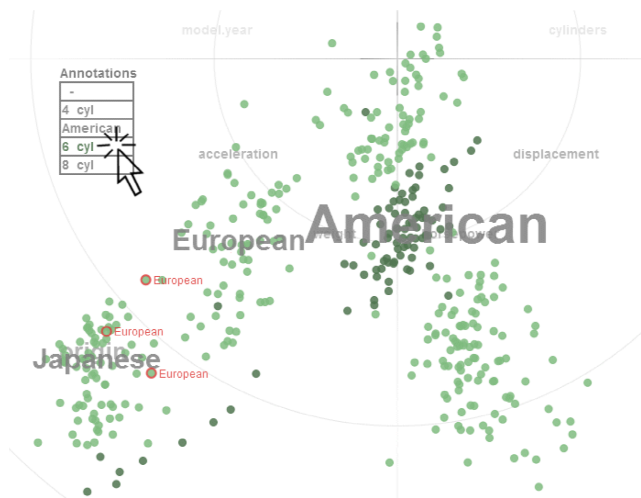 model.year
cylinders
Annotations
-
4 cyl
American
6 cyl
8 cyl
acceleration
displacement
American
European
European
European
origin
Japanese
European